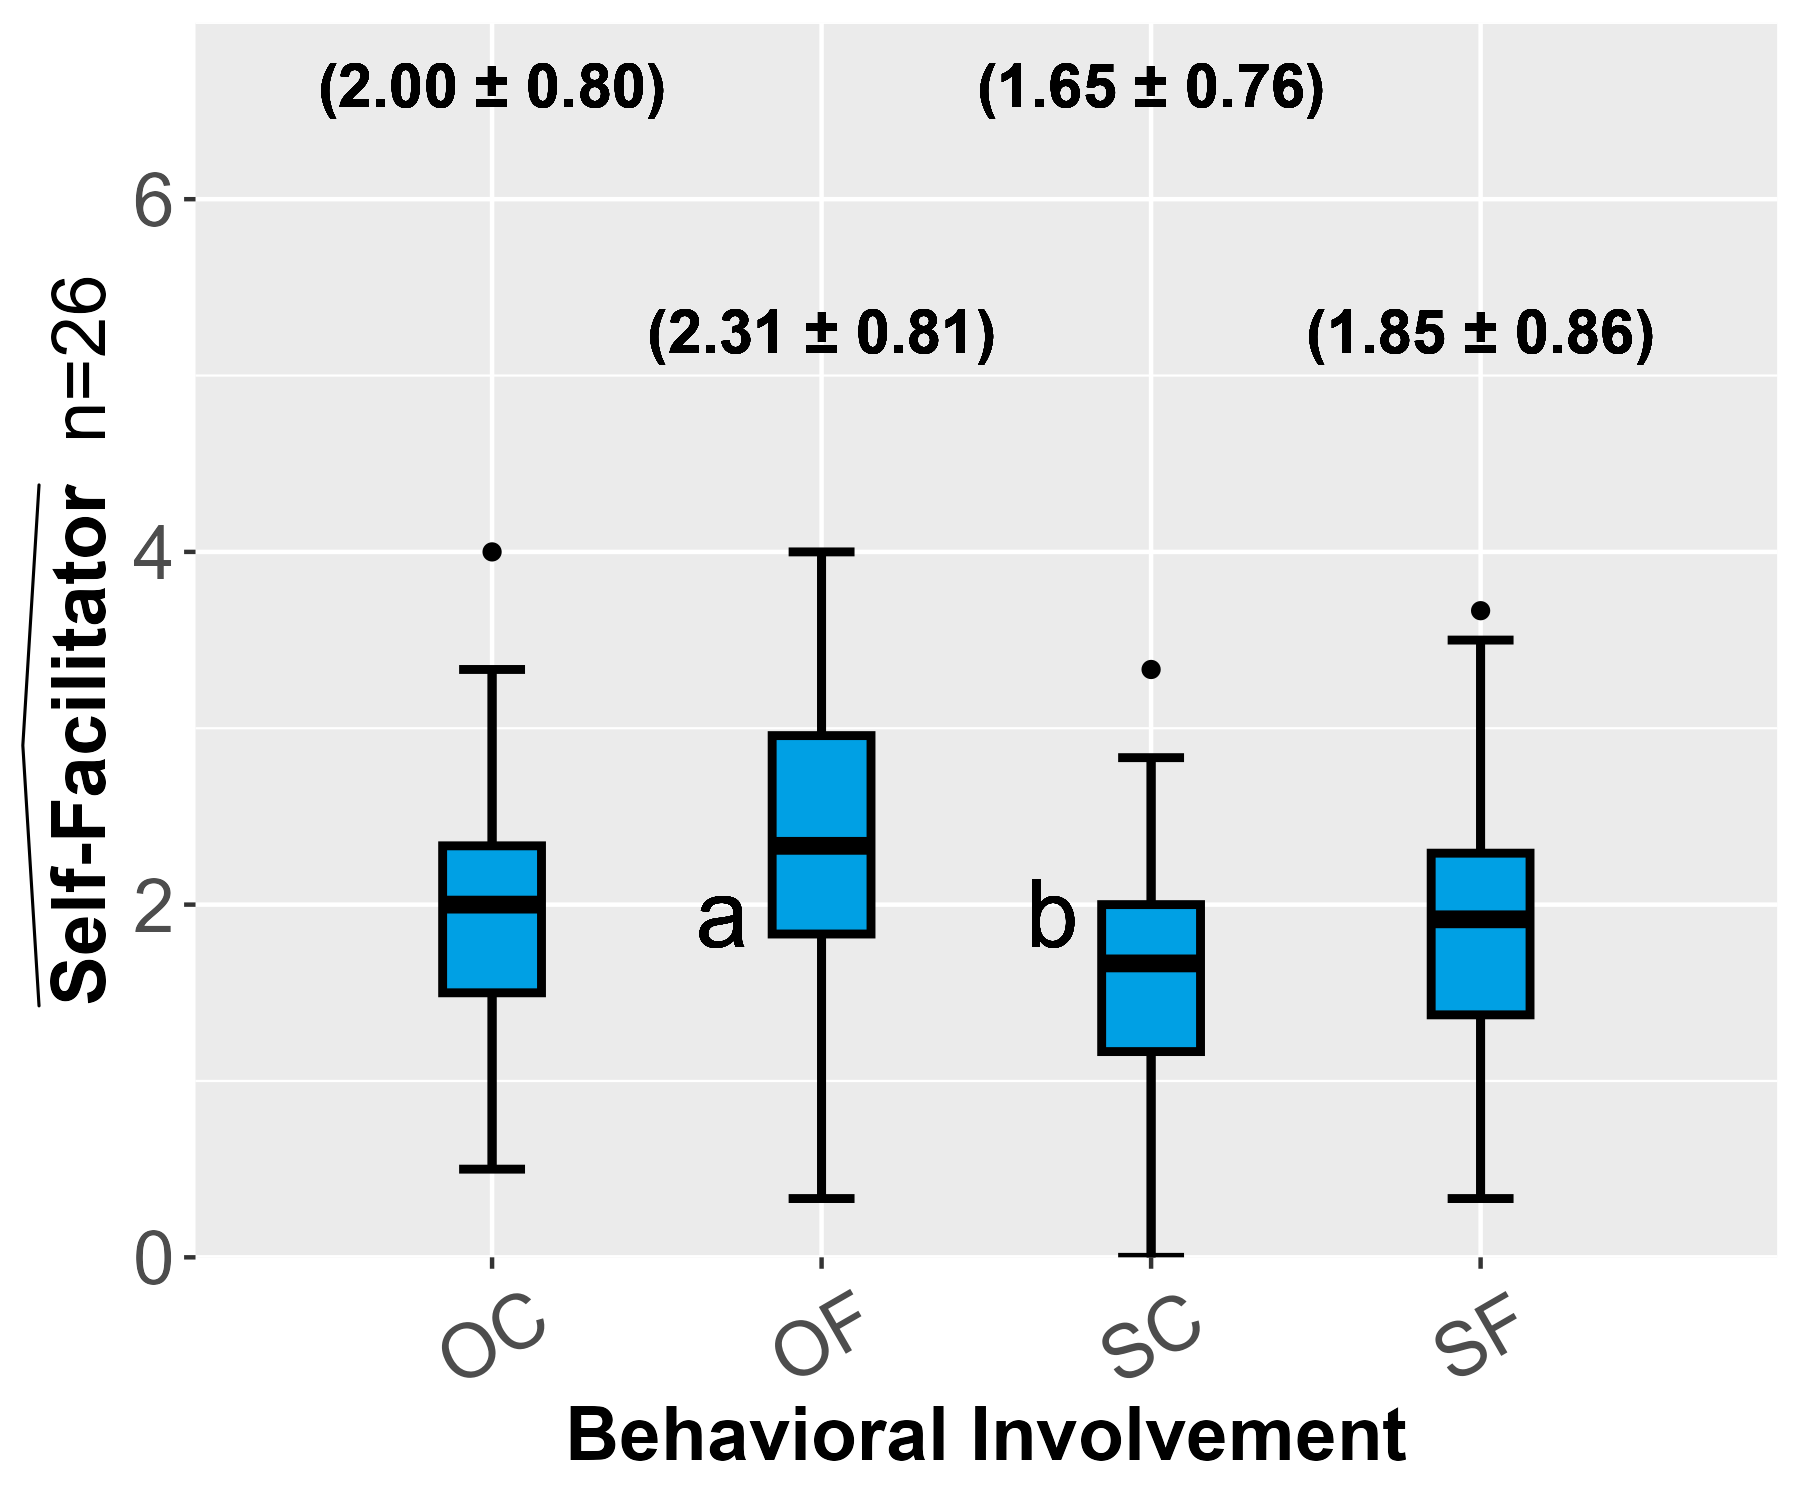 (2.00 ± 0.80)
(1.65 ± 0.76)
(2.31 ± 0.81)
(1.85 ± 0.86)
Self-Facilitator n=26
6
4
2
0
a
b
OC
OF
SC
SF
Behavioral Involvement